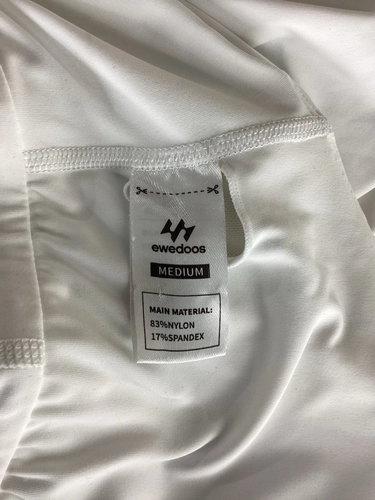 ewedoos
MEDIUM
MAIN MATERIAL:
83%NYLON
17%SPANDEX